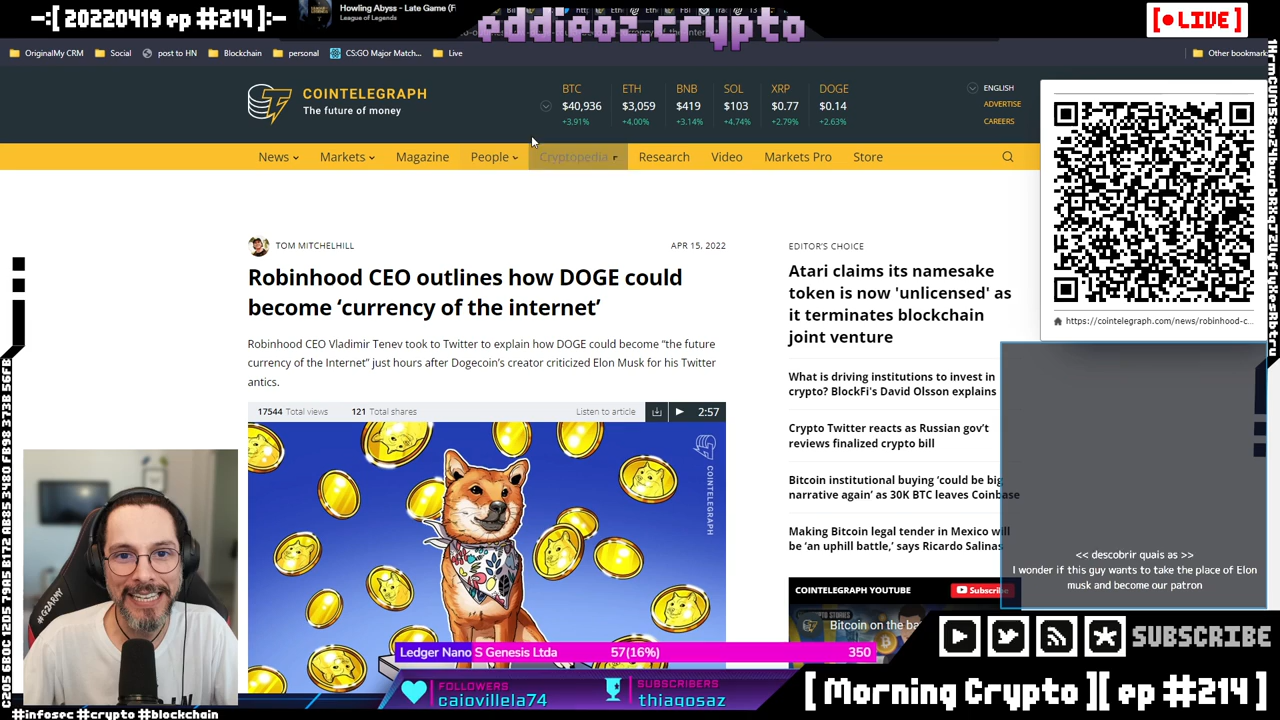 -:[ 20220419 ep #214 ]:-
Howling Abyss - Late Game (F
League of Legends
eddieoz.crypto
[ LIVE ]
OriginalMy CRM
Social
post to HN
Blockchain
personal
CS:GO Major Match...
Live
Other bookmark
COINTELEGRAPH
The future of money
BTC ETH BNB SOL XRP DOGE
$40,936 $3,059 $419 $103 $0.77 $0.14
+3.91% +4.00% +3.14% +4.74% +2.79% +2.63%
ENGLISH
ADVERTISE
CAREERS
News Markets Magazine People Cryptopedia Research Video Markets Pro Store
TOM MITCHELHILL
APR 15, 2022
Robinhood CEO outlines how DOGE could
become ‘currency of the internet’
Robinhood CEO Vladimir Tenev took to Twitter to explain how DOGE could become “the future
currency of the Internet” just hours after Dogecoin’s creator criticized Elon Musk for his Twitter
antics.
17544 Total views
121 Total shares
Listen to article
2:57
COINTELEGRAPH
EDITOR’S CHOICE
Atari claims its namesake
token is now 'unlicensed' as
it terminates blockchain
joint venture
What is driving institutions to invest in
crypto? BlockFi's David Olsson explains
Crypto Twitter reacts as Russian gov’t
reviews finalized crypto bill
Bitcoin institutional buying ‘could be big
narrative again’ as 30K BTC leaves Coinbase
Making Bitcoin legal tender in Mexico will
be ‘an uphill battle,’ says Ricardo Salinas
COINTELEGRAPH YOUTUBE
Subscribe
Bitcoin on the ba
https://cointelegraph.com/news/robinhood-c...
<< descobrir quais as >>
I wonder if this guy wants to take the place of Elon
musk and become our patron
#G2ARMY
Ledger Nano S Genesis Ltda
57(16%)
350
FOLLOWERS
caiovillela74
SUBSCRIBERS
thiagosaz
SUBSCRIBE
[ Morning Crypto ][ ep #214 ]
#infosec #crypto #blockchain